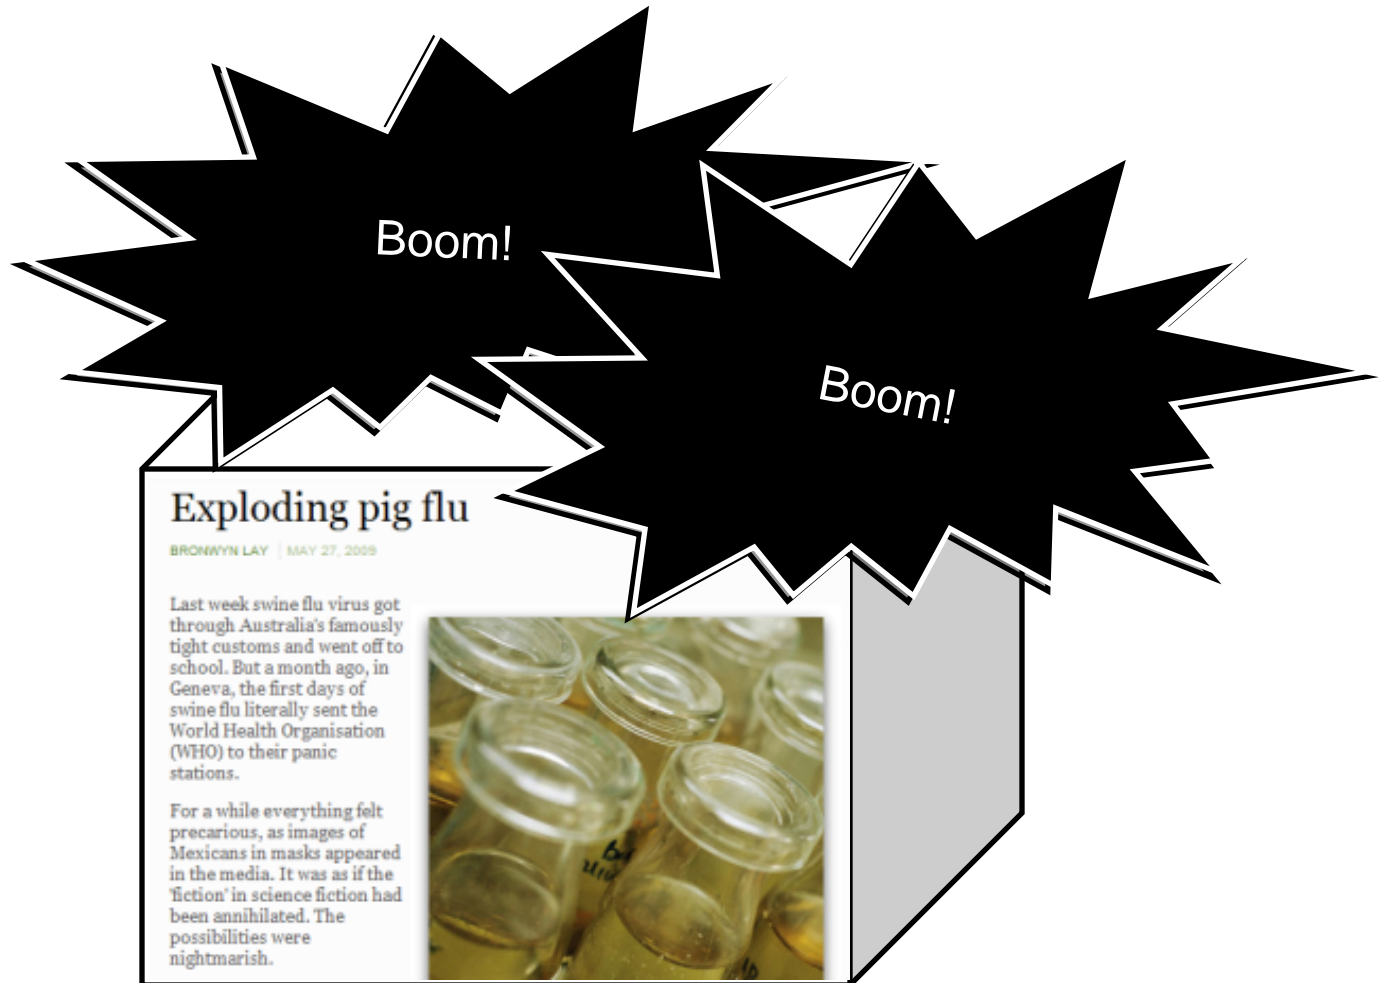 Boom!
Boom!
Exploding pig flu
BRONWYN LAY | MAY 27, 2009
Last week swine flu virus got
through Australia's famously
tight customs and went off to
school. But a month ago, in
Geneva, the first days of
swine flu literally sent the
World Health Organisation
(WHO) to their panic
stations.
For a while everything felt
precarious, as images of
Mexicans in masks appeared
in the media. It was as if the
'fiction' in science fiction had
been annihilated. The
possibilities were
nightmarish.